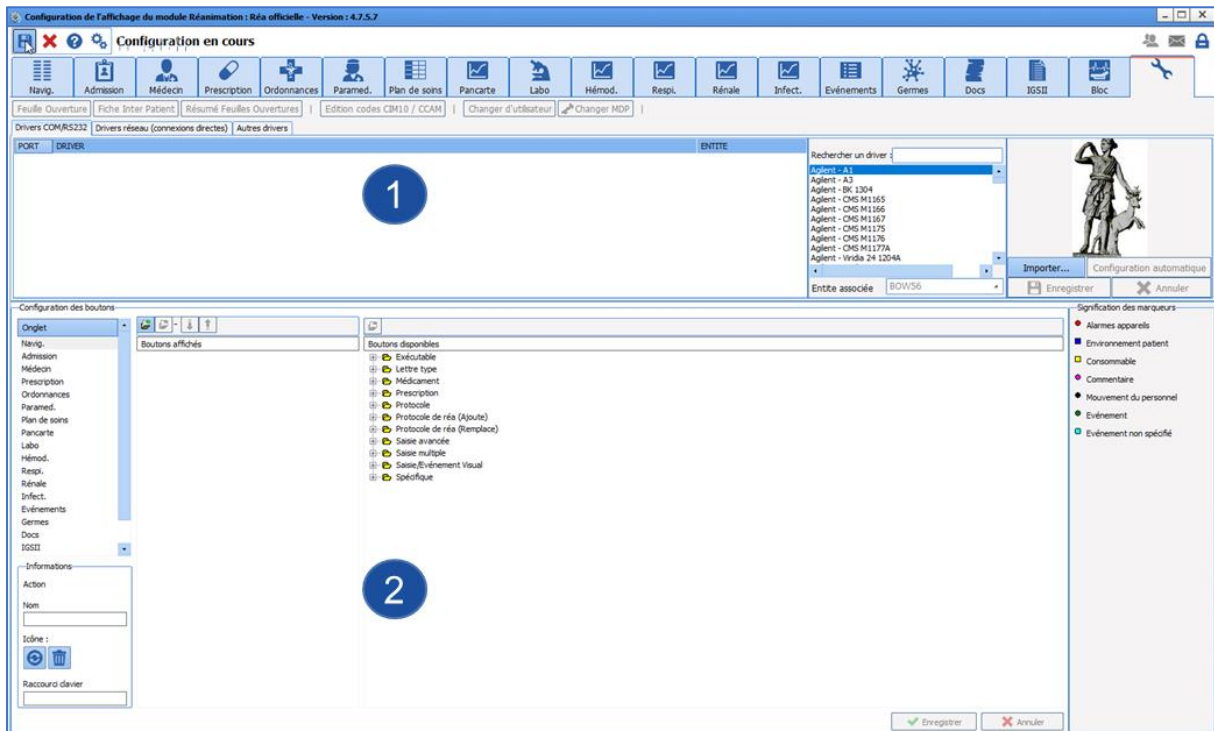 Configuration de l'affichage du module Réanimation : Réa officielle - Version : 4.7.5.7
Configuration en cours
Navig. Admission Médecin Prescription Ordonnances Paramed. Plan de soins Pancarte Labo Hémod. Respi. Rénale Infect. Evénements Germes Docs IGSII Bloc
Feuille Ouverture Fiche Inter Patient Résumé Feuilles Ouvertures | Edition codes CIM10 / CCAM | Changer d'utilisateur Changer MDP |
Drivers COM/RS232 Drivers réseau (connexions directes) Autres drivers
PORT DRIVER ENTITE
1
Rechercher un driver :
Agilent - A1
Agilent - A3
Agilent - BK 1304
Agilent - CMS M1165
Agilent - CMS M1166
Agilent - CMS M1167
Agilent - CMS M1175
Agilent - CMS M1176
Agilent - CMS M1177A
Agilent - Viridia 24 1204A
Entite associée BOW56
Importer... Configuration automatique
Enregistrer Annuler
Configuration des boutons
Onglet
Navig.
Admission
Médecin
Prescription
Ordonnances
Paramed.
Plan de soins
Pancarte
Labo
Hémod.
Respi.
Rénale
Infect.
Evénements
Germes
Docs
IGSII
Informations
Action
Nom
Icône :
Raccourci clavier
Boutons affichés
Boutons disponibles
Exécutable
Lettre type
Médicament
Prescription
Protocole
Protocole de réa (Ajoute)
Protocole de réa (Remplace)
Saisie avancée
Saisie multiple
Saisie/Evénement Visual
Spécifique
2
Enregistrer Annuler
Signification des marqueurs
Alarmes appareils
Environnement patient
Consommable
Commentaire
Mouvement du personnel
Evénement
Evénement non spécifié